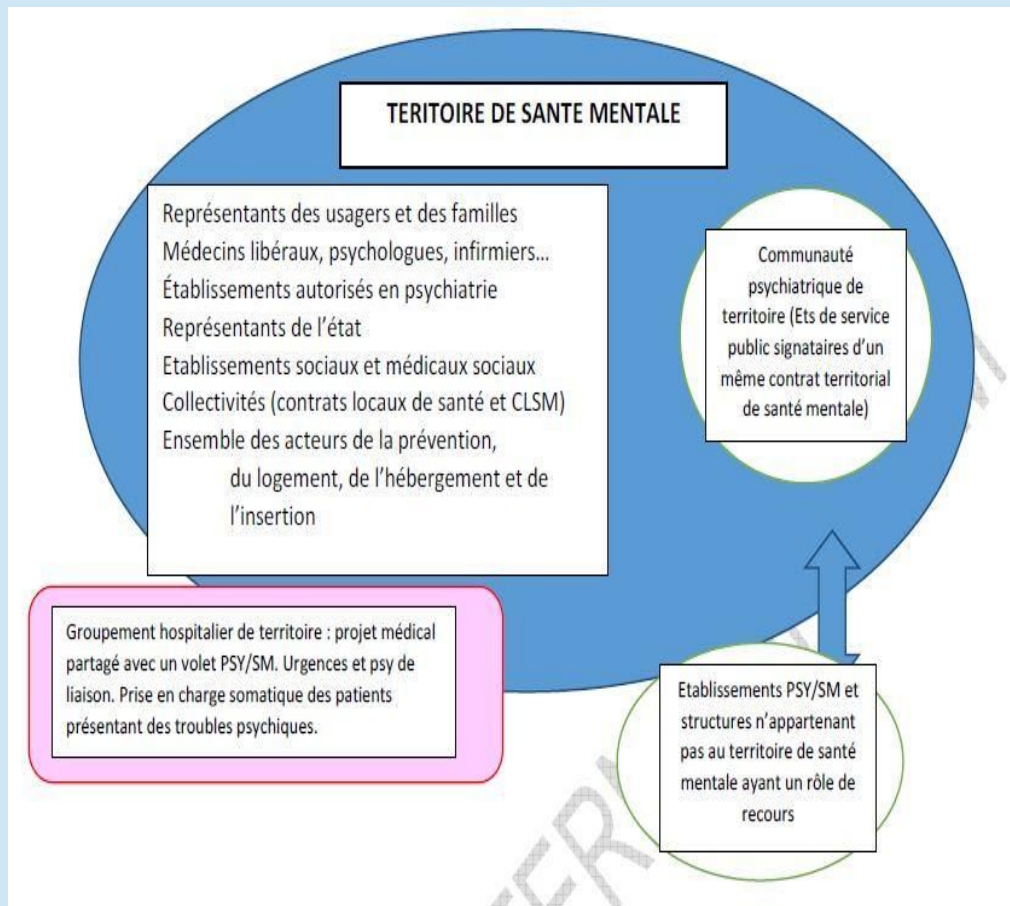 TERITOIRE DE SANTE MENTALE
Représentants des usagers et des familles
Médecins libéraux, psychologues, infirmiers...
Établissements autorisés en psychiatrie
Représentants de l'état
Etablissements sociaux et médicaux sociaux
Collectivités (contrats locaux de santé et CLSM)
Ensemble des acteurs de la prévention,
du logement, de l'hébergement et de
l'insertion
Communauté
psychiatrique de
territoire (Ets de service
public signataires d'un
même contrat territorial
de santé mentale)
Groupement hospitalier de territoire : projet médical
partagé avec un volet PSY/SM. Urgences et psy de
liaison. Prise en charge somatique des patients
présentant des troubles psychiques.
Etablissements PSY/SM et
structures n'appartenant
pas au territoire de santé
mentale ayant un rôle de
recours